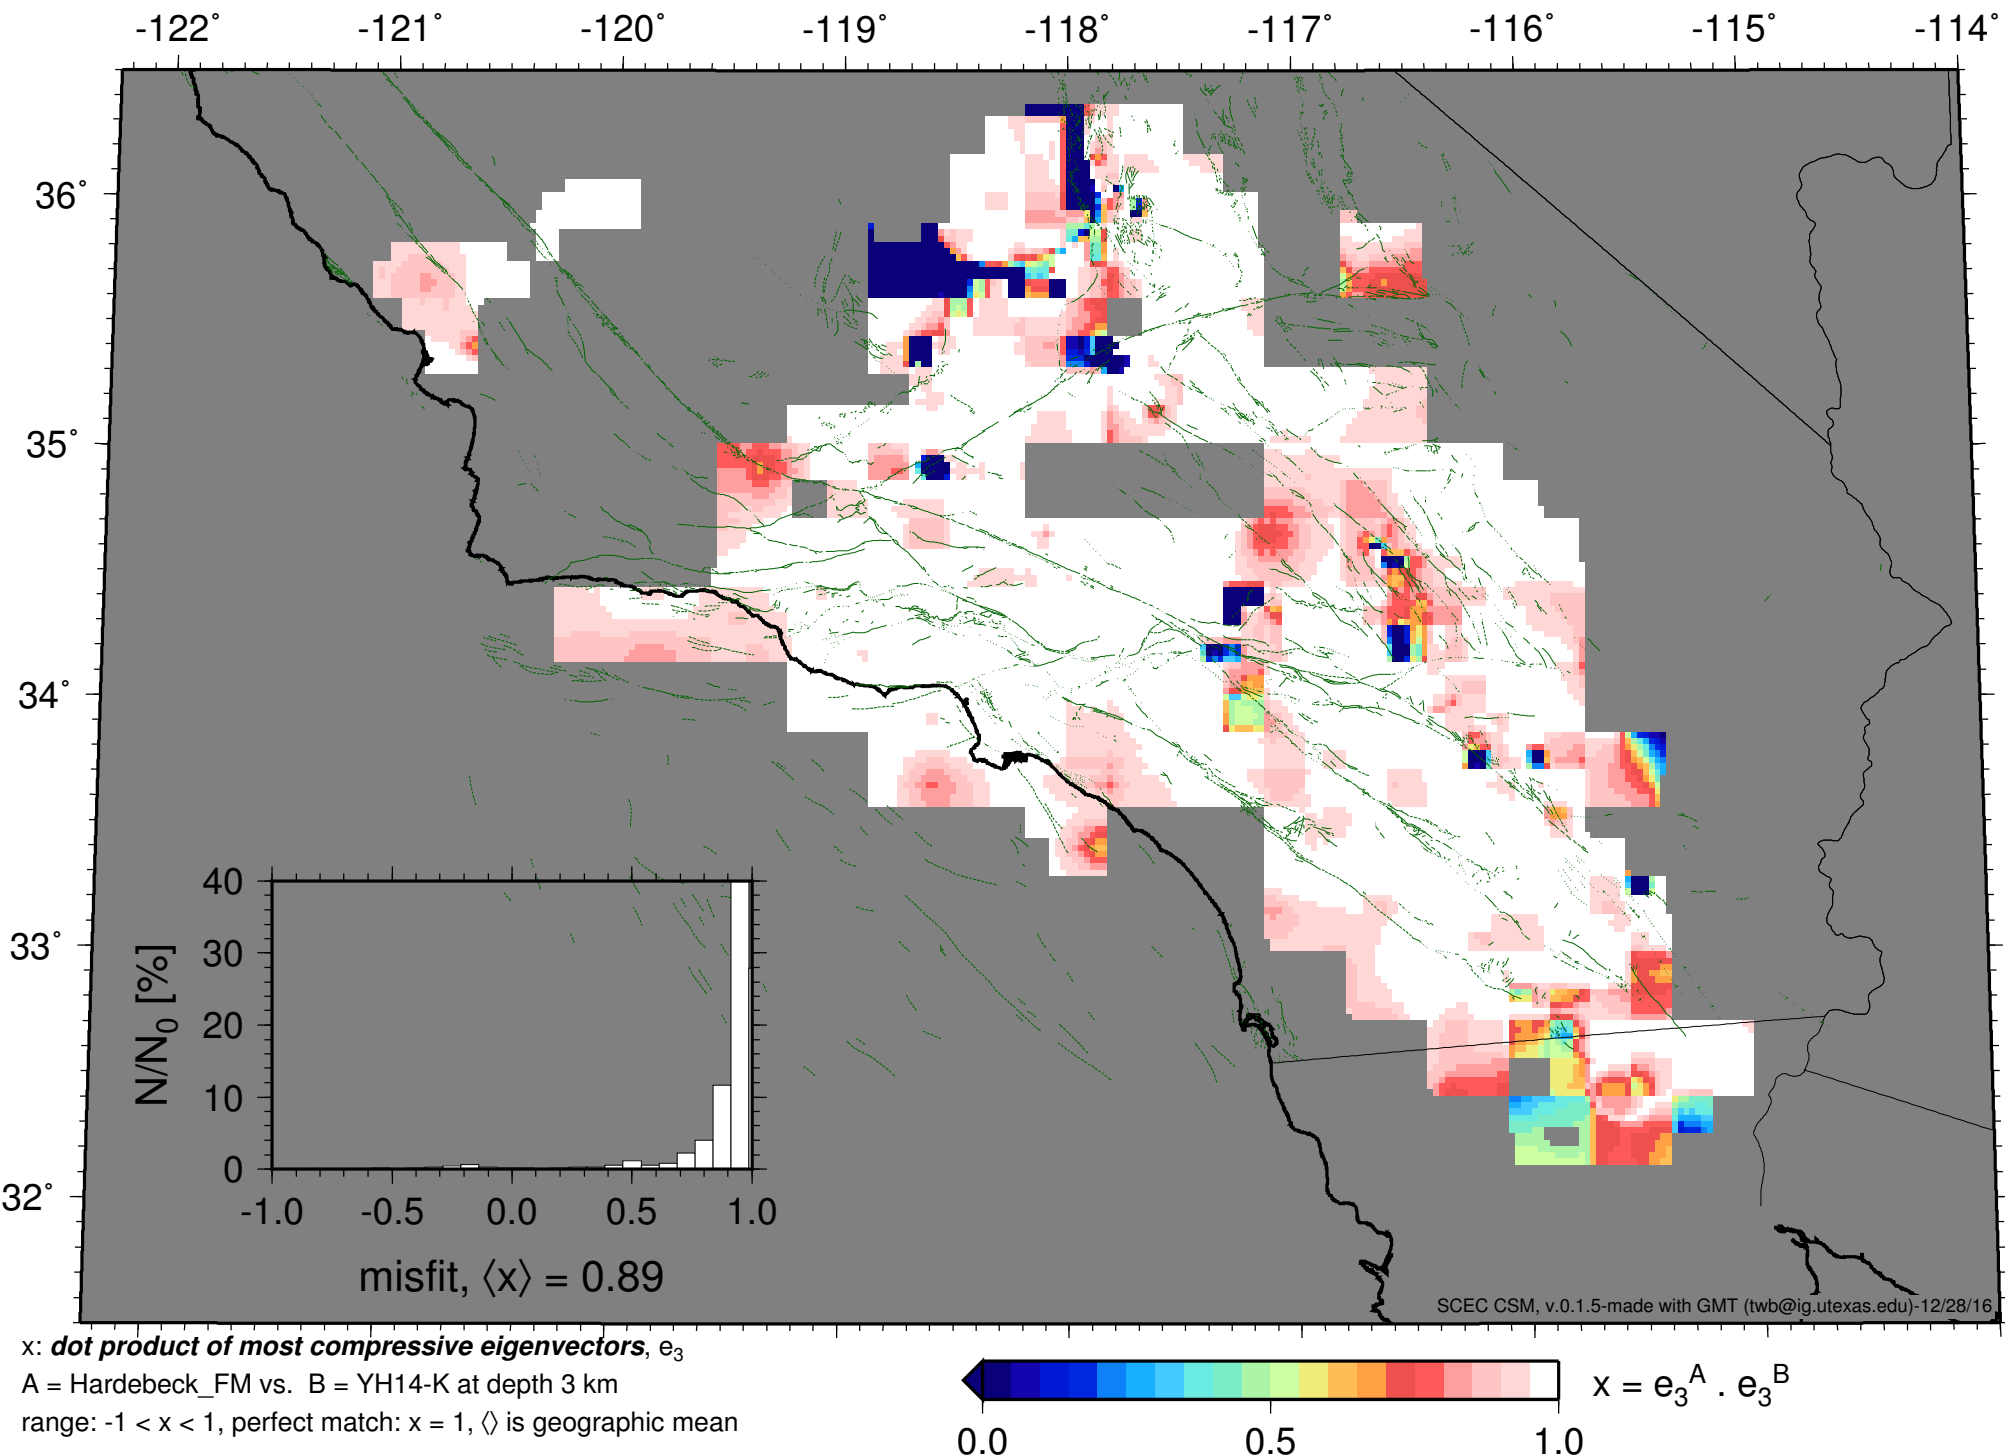 -122˚ -121˚ -120˚ -119˚ -118˚ -117˚ -116˚ -115˚ -114˚
36˚
35˚
34˚
33˚
32˚
40
30
20
10
0
N/N0 [%]
-1.0 -0.5 0.0 0.5 1.0
misfit, ⟨x⟩ = 0.89
SCEC CSM, v.0.1.5-made with GMT (twb@ig.utexas.edu)-12/28/16
x: dot product of most compressive eigenvectors, e3
A = Hardebeck_FM vs. B = YH14-K at depth 3 km
range: -1 < x < 1, perfect match: x = 1, ⟨⟩ is geographic mean
x = e3A . e3B
0.0 0.5 1.0